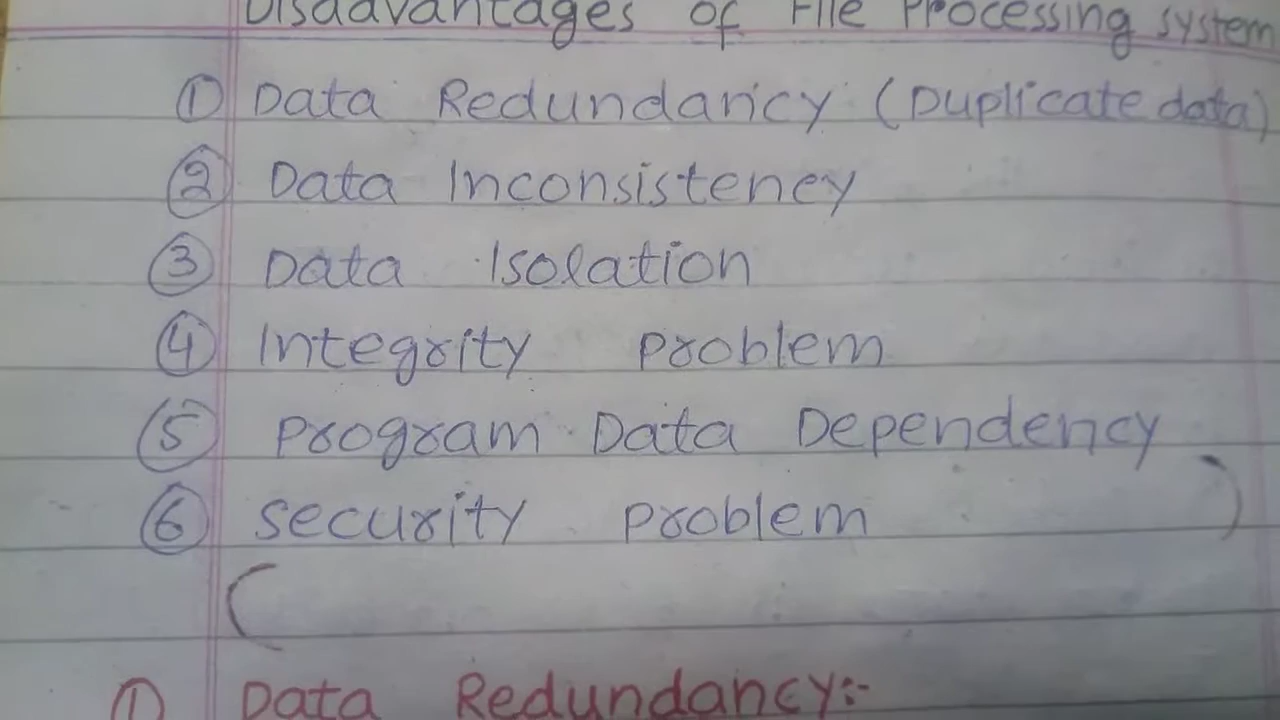 Disadvantages of File Processing system
① Data Redundancy (Duplicate data)
② Data Inconsistency
③ Data Isolation
④ Integrity problem
⑤ Program Data Dependency
⑥ security problem
)
(
① Data Redundancy:-